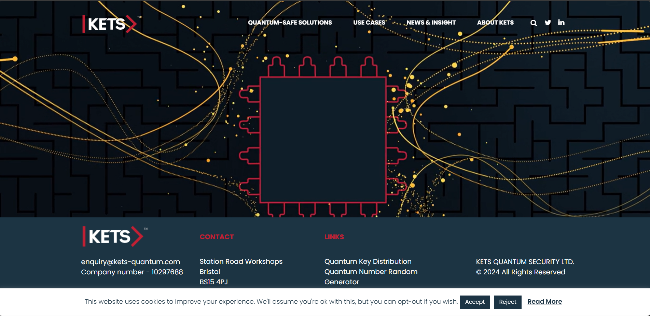 |KETS>
QUANTUM-SAFE SOLUTIONS USE CASES NEWS & INSIGHT ABOUT KETS
|KETS>
CONTACT
LINKS
enquiry@kets-quantum.com
Company number - 10297688
Station Road Workshops
Bristol
BS15 4PJ
Quantum Key Distribution
Quantum Number Random
Generator
KETS QUANTUM SECURITY LTD.
© 2024 All Rights Reserved
This website uses cookies to improve your experience. We'll assume you're ok with this, but you can opt-out if you wish. Accept Reject Read More